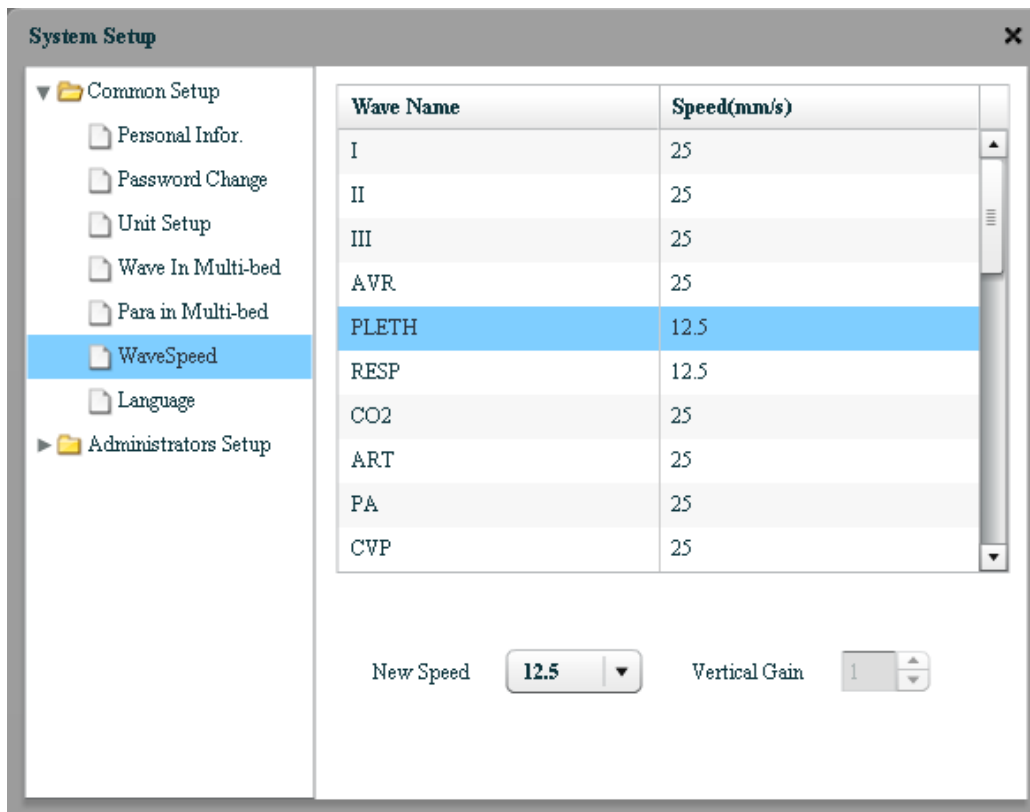 System Setup
Common Setup
Personal Infor.
Password Change
Unit Setup
Wave In Multi-bed
Para in Multi-bed
WaveSpeed
Language
Administrators Setup
Wave Name Speed(mm/s)
I 25
II 25
III 25
AVR 25
PLETH 12.5
RESP 12.5
CO2 25
ART 25
PA 25
CVP 25
New Speed 12.5 Vertical Gain 1